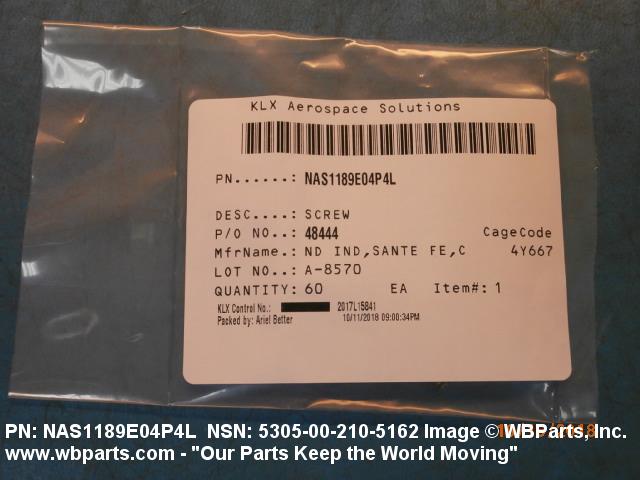 KLX Aerospace Solutions
PN......: NAS1189E04P4L
DESC....: SCREW
P/O NO..: 48444 CageCode
MfrName.: ND IND,SANTE FE,C 4Y667
LOT NO..: A-8570
QUANTITY: 60 EA Item#: 1
KLX Control No.: 2017L15841
Packed by: Ariel Better 10/11/2018 09:00:34PM
PN: NAS1189E04P4L NSN: 5305-00-210-5162 Image © WBParts, Inc.
www.wbparts.com - "Our Parts Keep the World Moving"